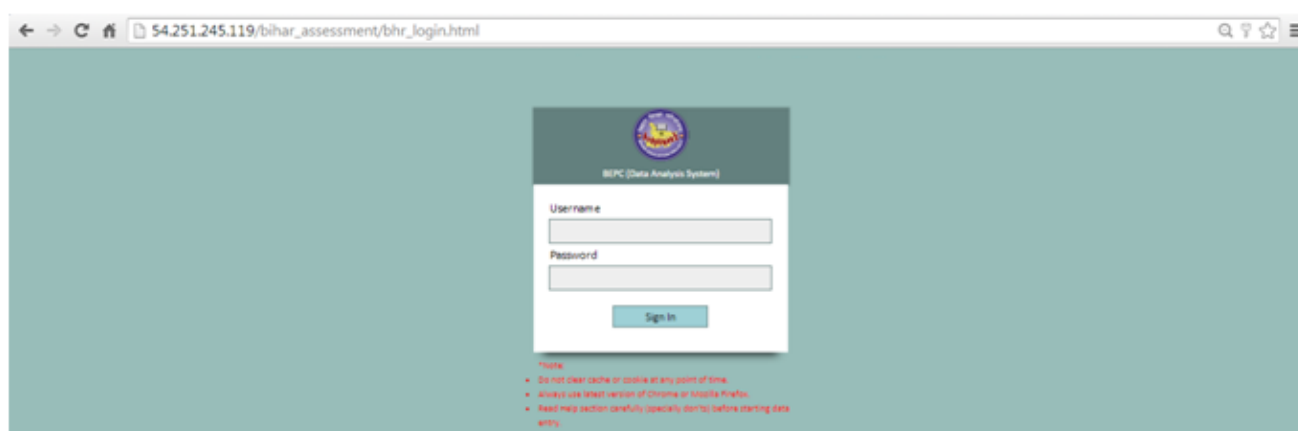 54.251.245.119/bihar_assessment/bhr_login.html
BEPC (Data Analysis System)
Username
Password
Sign In
*Note:
Do not clear cache or cookie at any point of time.
Always use latest version of Chrome or Mozilla Firefox.
Read Help section carefully (specially don'ts) before starting data
entry.